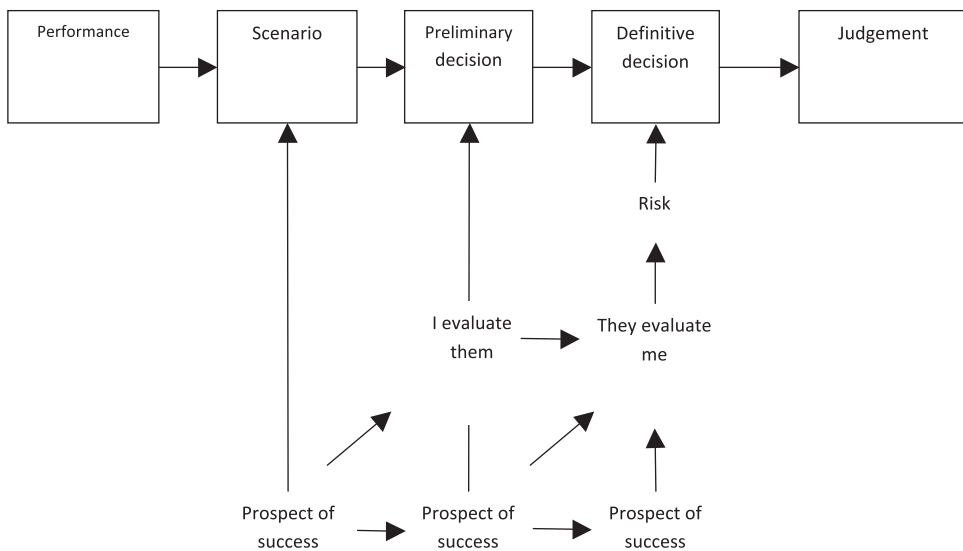 Performance
Scenario
Preliminary
decision
Definitive
decision
Judgement
Risk
I evaluate
them
They evaluate
me
Prospect of
success
Prospect of
success
Prospect of
success